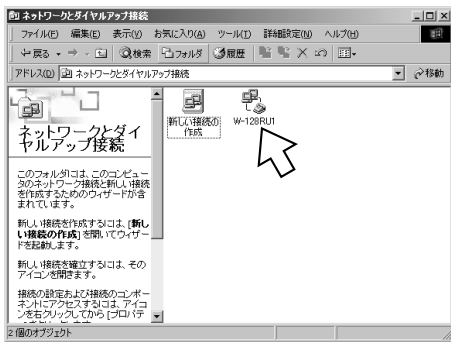 ネットワークとダイヤルアップ接続
ファイル(F) 編集(E) 表示(V) お気に入り(A) ツール(T) 詳細設定(N) ヘルプ(H)
戻る 検索 フォルダ 履歴
アドレス(D) ネットワークとダイヤルアップ接続 移動
ネットワークとダイ
ヤルアップ接続
このフォルダには、このコンピュー
タのネットワーク接続と新しい接続
を作成するためのウィザードが含
まれています。
新しい接続を作成するには、[新し
い接続の作成] を開いてウィザー
ドを起動します。
新しい接続を確立するには、その
アイコンを開きます。
接続の設定および接続のコンポー
ネントにアクセスするには、アイコ
ンを右クリックしてから [プロパテ
新しい接続の
作成
W-128RU1
2 個のオブジェクト